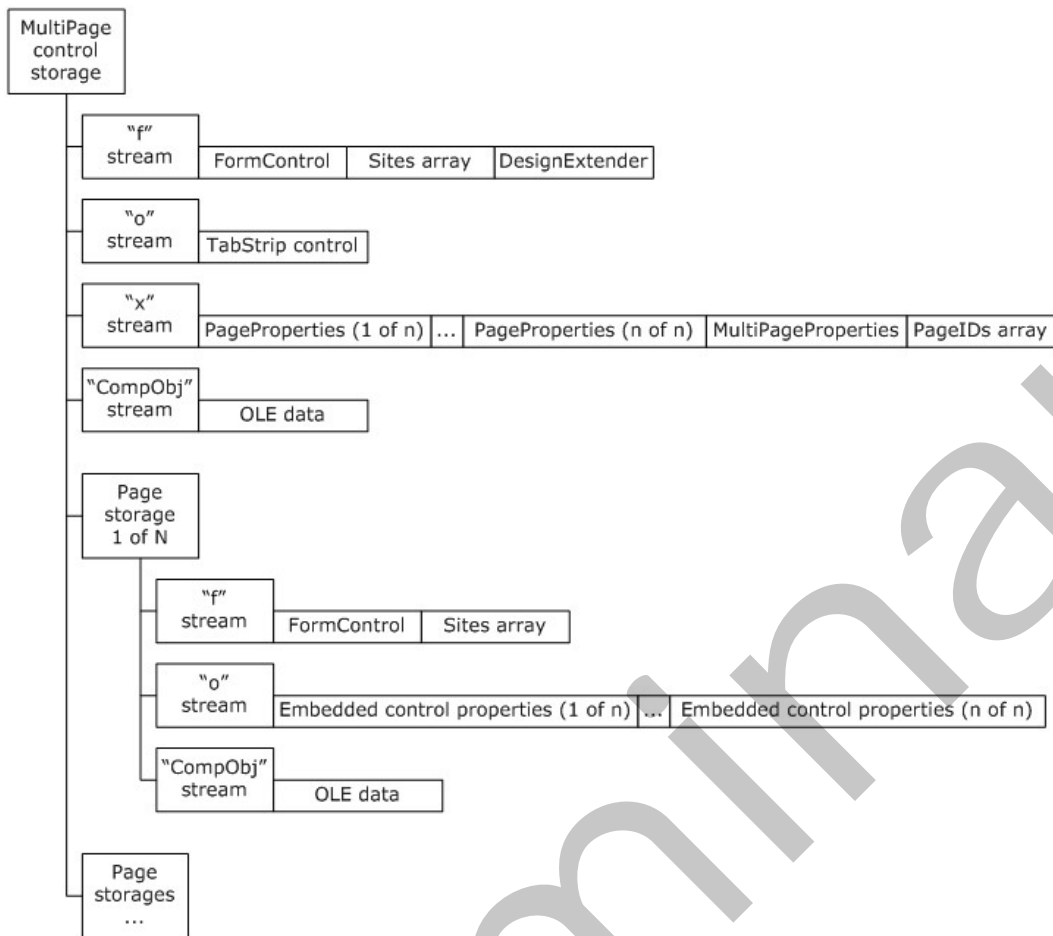 MultiPage
control
storage
“f”
stream
FormControl
Sites array
DesignExtender
“o”
stream
TabStrip control
“x”
stream
PageProperties (1 of n)
...
PageProperties (n of n)
MultiPageProperties
PageIDs array
“CompObj”
stream
OLE data
Page
storage
1 of N
“f”
stream
FormControl
Sites array
“o”
stream
Embedded control properties (1 of n)
...
Embedded control properties (n of n)
“CompObj”
stream
OLE data
Page
storages
...